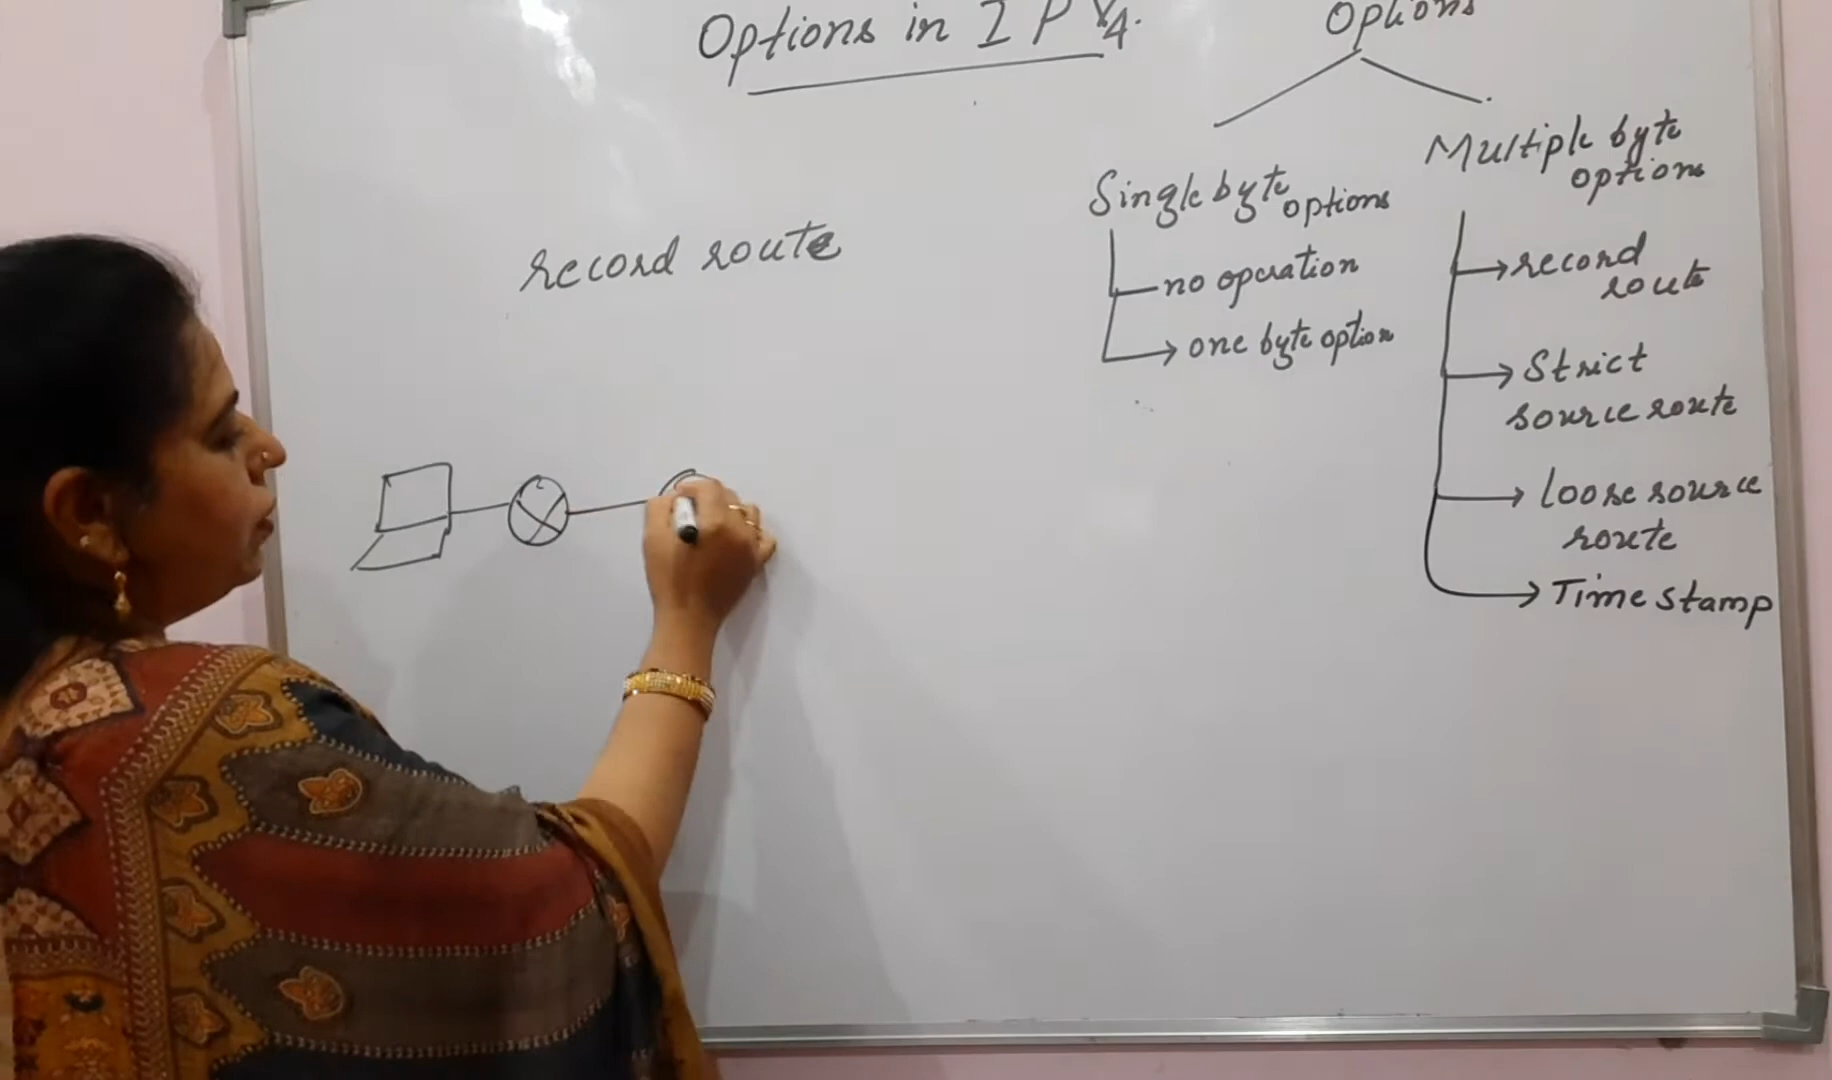 Options in IPV4.
Options
Single byte options
no operation
one byte option
Multiple byte
options
record
route
Strict
source route
loose source
route
Time stamp
record route